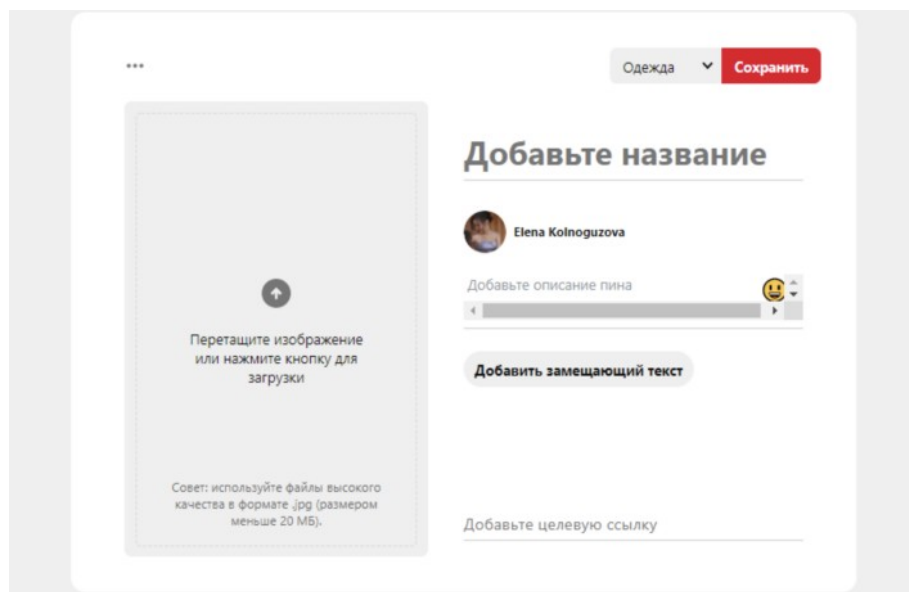 Одежда
Сохранить
Добавьте название
Elena Kolnoguzova
Добавьте описание пина
Перетащите изображение
или нажмите кнопку для
загрузки
Добавить замещающий текст
Совет: используйте файлы высокого
качества в формате .jpg (размером
меньше 20 МБ).
Добавьте целевую ссылку